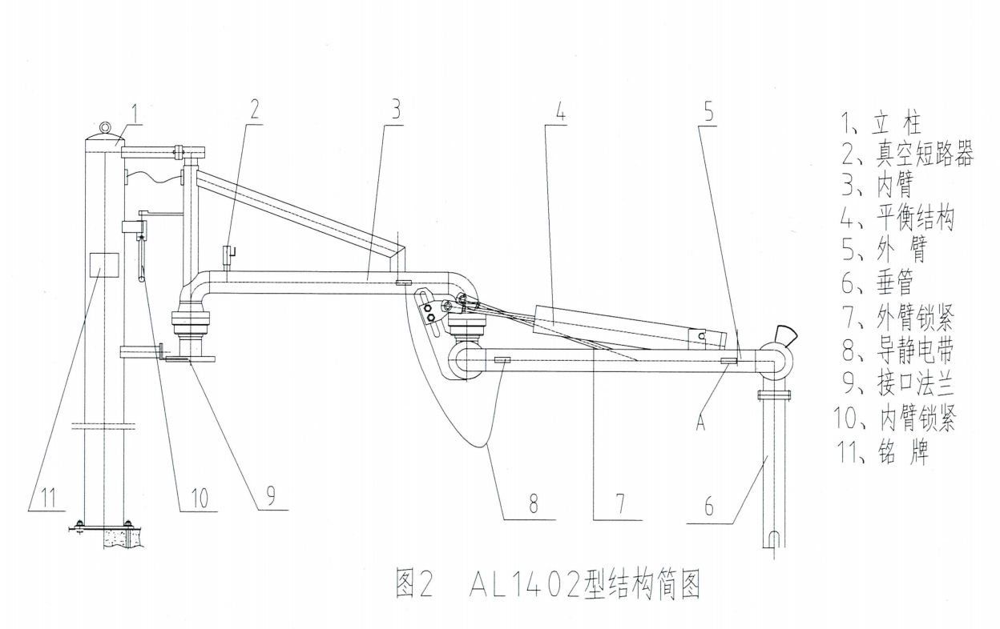 1
2
3
4
5
1、立 柱
2、真空短路器
3、内臂
4、平衡结构
5、外 臂
6、垂管
7、外臂锁紧
8、导静电带
9、接口法兰
10、内臂锁紧
11、铭 牌
A
11
10
9
8
7
6
图2 AL1402型结构简图